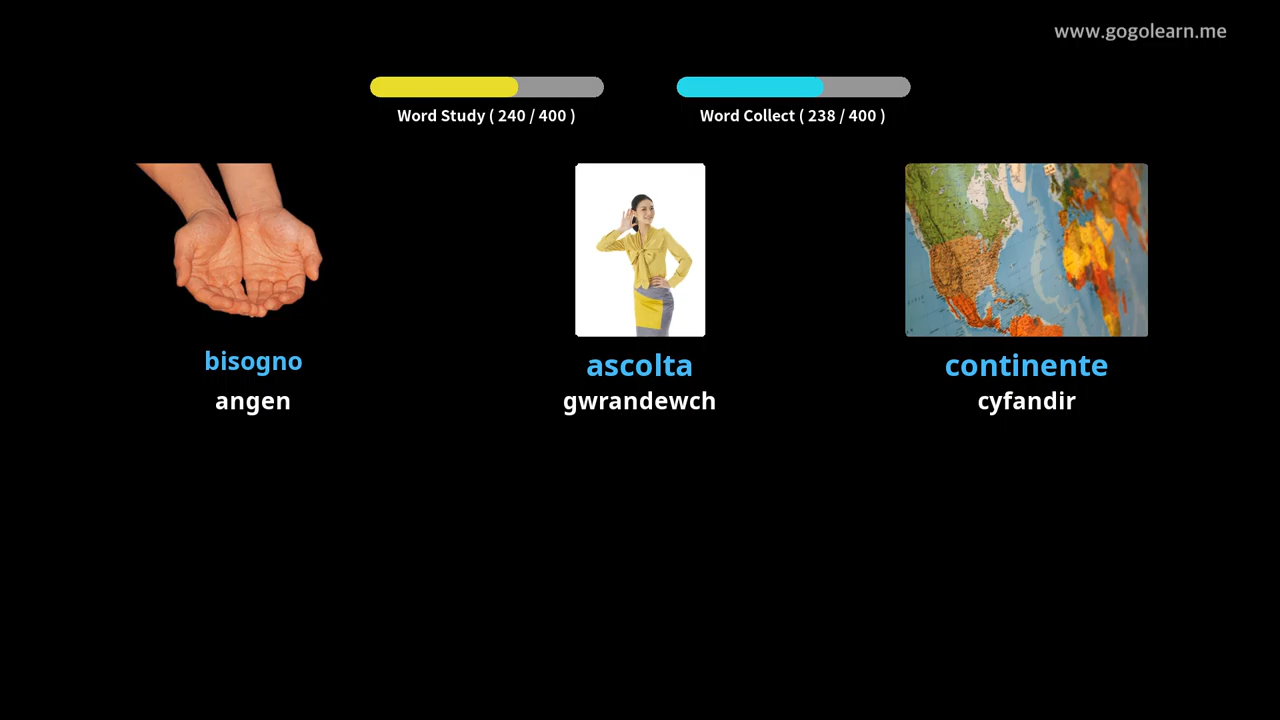 www.gogolearn.me
Word Study ( 240 / 400 )
Word Collect ( 238 / 400 )
bisogno
angen
ascolta
gwrandewch
continente
cyfandir